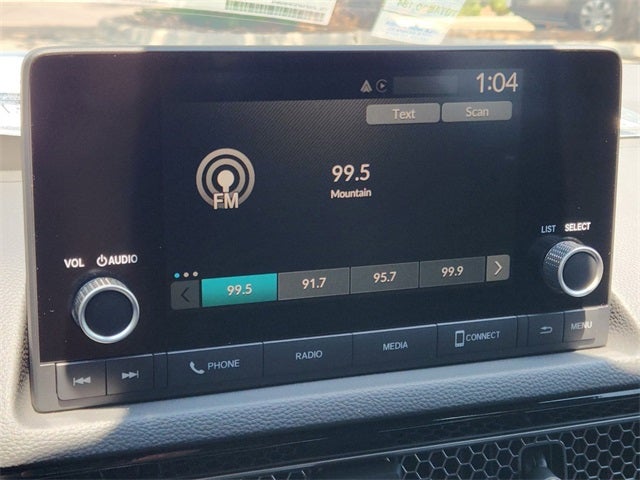 1:04
Text Scan
99.5
Mountain
FM
LIST SELECT
VOL AUDIO
99.5 91.7 95.7 99.9
PHONE RADIO MEDIA CONNECT MENU